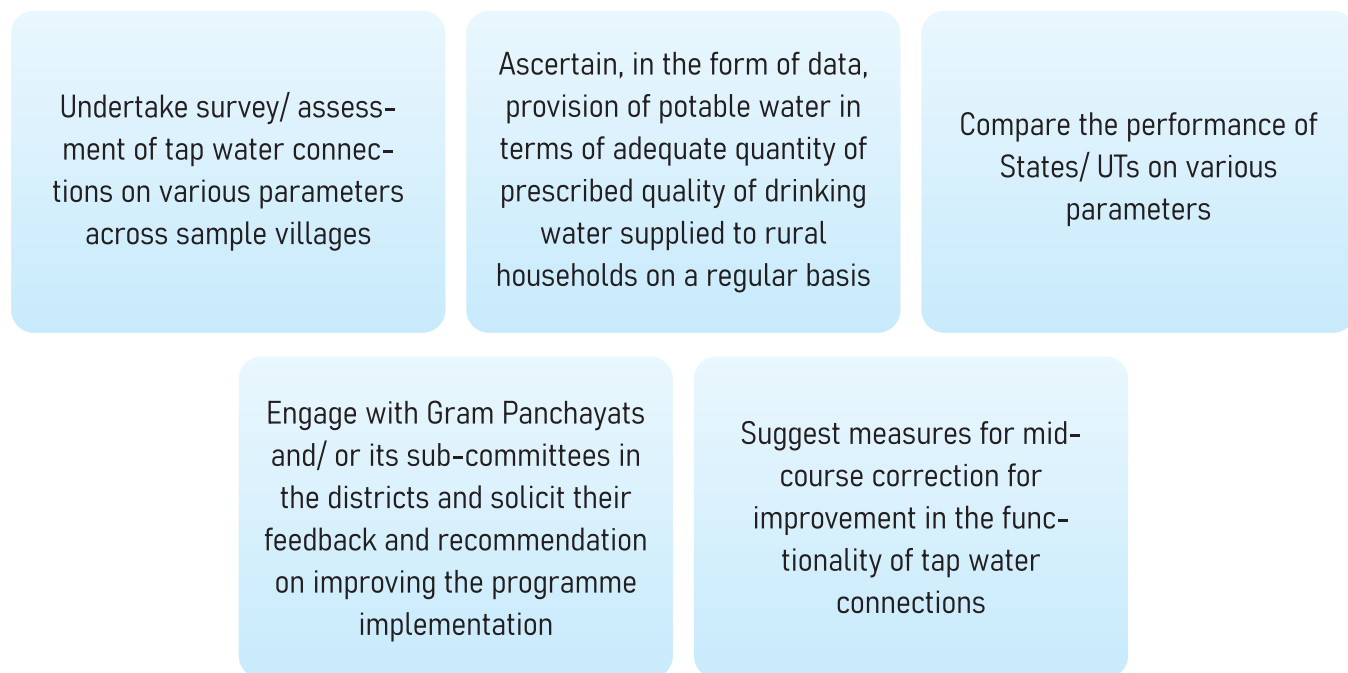 Undertake survey/ assess-
ment of tap water connec-
tions on various parameters
across sample villages
Ascertain, in the form of data,
provision of potable water in
terms of adequate quantity of
prescribed quality of drinking
water supplied to rural
households on a regular basis
Compare the performance of
States/ UTs on various
parameters
Engage with Gram Panchayats
and/ or its sub-committees in
the districts and solicit their
feedback and recommendation
on improving the programme
implementation
Suggest measures for mid-
course correction for
improvement in the func-
tionality of tap water
connections